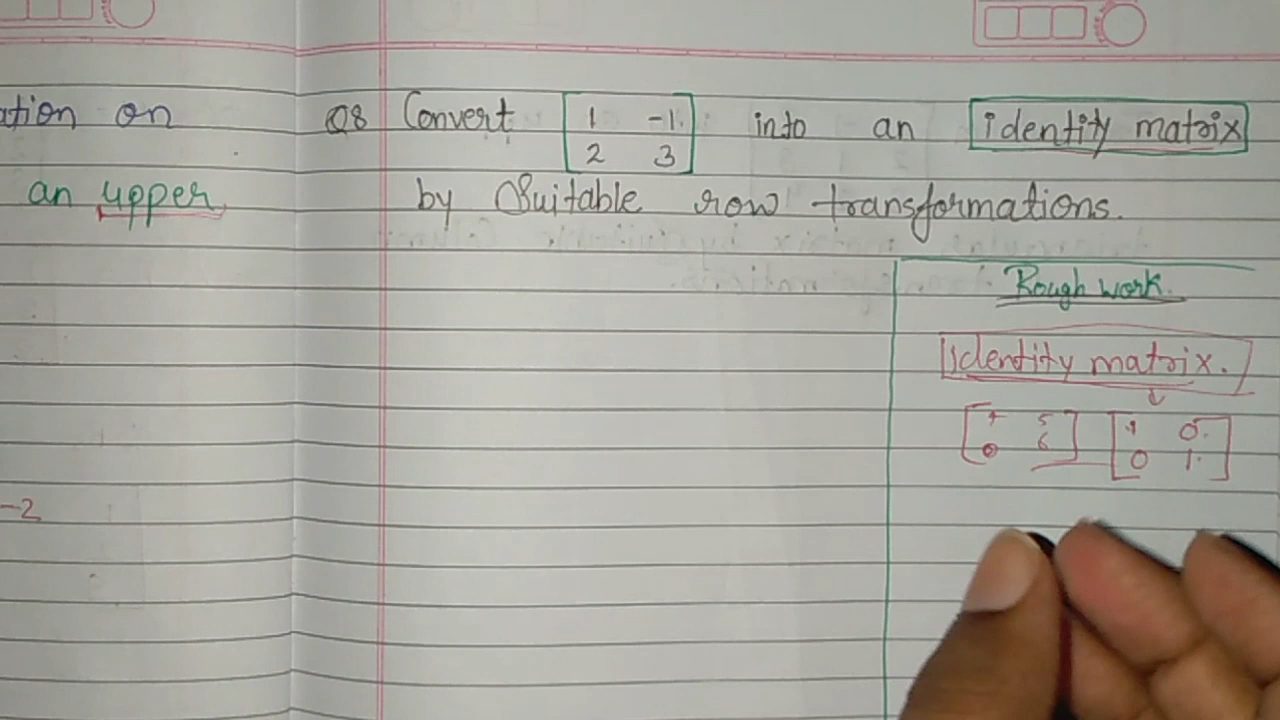 ation on
an upper
-2
Q8 Convert [ 1 -1 ] into an identity matrix
[ 2 3 ]
by Suitable row transformations.
Rough work.
Identity matrix.
↓
[ 4 5 ] [ 1 0 ]
[ 0 6 ] [ 0 1 ]